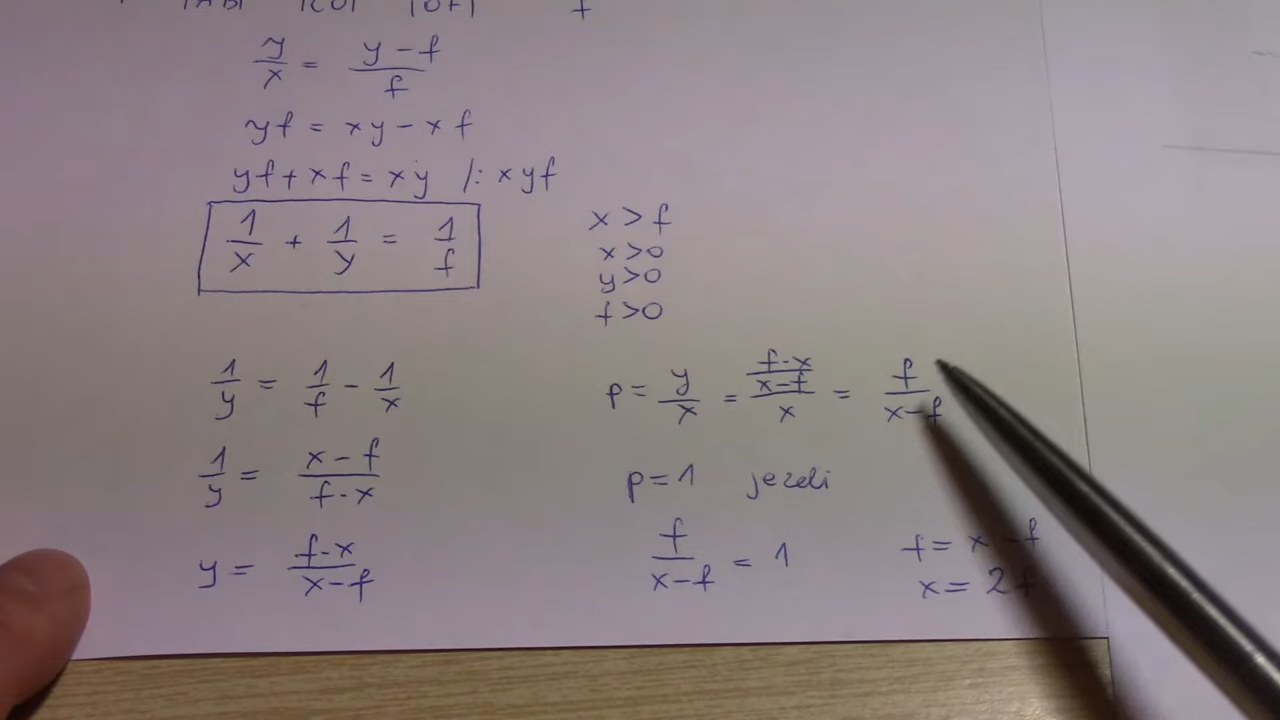 y/x = (y – f)/f
yf = xy – xf
yf + xf = xy /: xyf
1/x + 1/y = 1/f
x > f
x > 0
y > 0
f > 0
1/y = 1/f – 1/x
1/y = (x – f)/(f · x)
y = (f · x)/(x – f)
p = y/x = ((f · x)/(x – f))/x = f/(x – f)
p = 1 jeżeli
f/(x – f) = 1
f = x – f
x = 2f